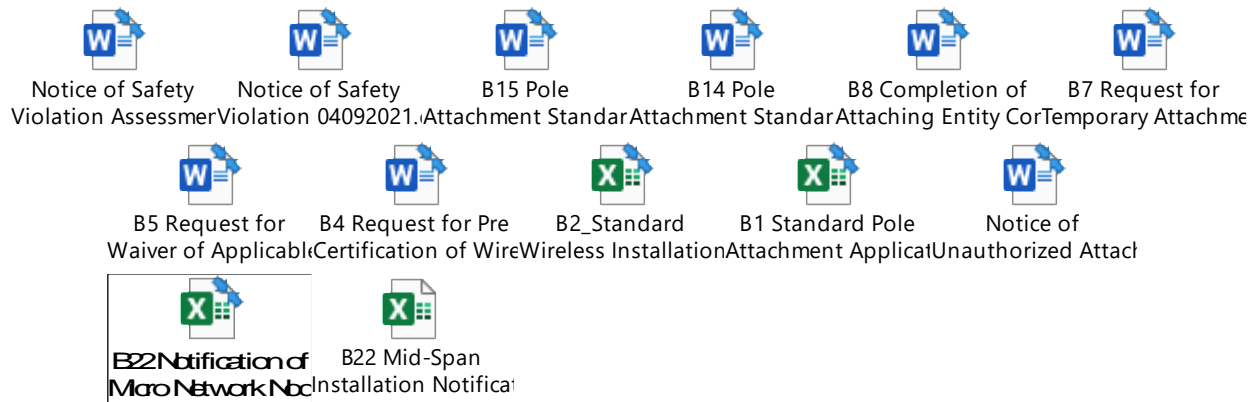 Notice of Safety Violation Assessmer
Notice of Safety Violation 04092021.
B15 Pole Attachment Standar
B14 Pole Attachment Standar
B8 Completion of Attaching Entity Cor
B7 Request for Temporary Attachme
B5 Request for Waiver of Applicable
B4 Request for Pre Certification of Wire
B2_Standard Wireless Installation
B1 Standard Pole Attachment Applicat
Notice of Unauthorized Attach
B22 Notification of Micro Network Noc
B22 Mid-Span Installation Notificat